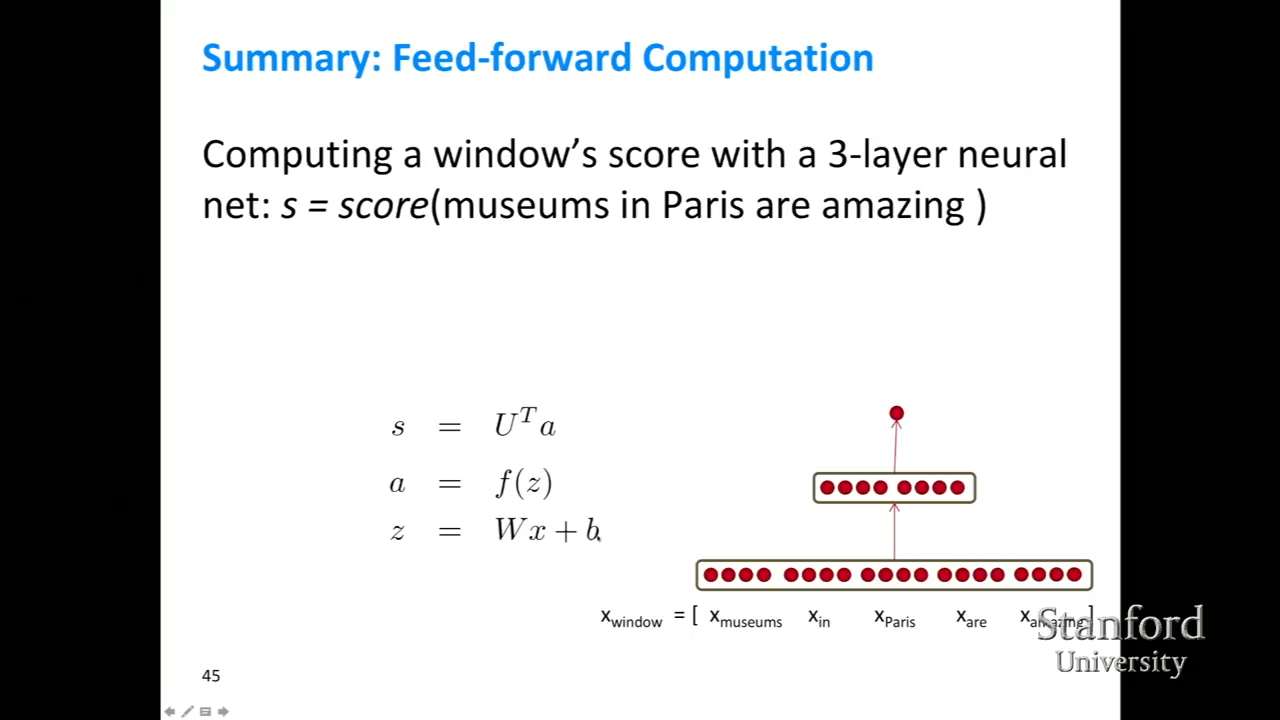 Summary: Feed-forward Computation
Computing a window’s score with a 3-layer neural
net: s = score(museums in Paris are amazing )
s = U^T a
a = f(z)
z = Wx + b
x_window = [ x_museums x_in x_Paris x_are x_amazing ]
Stanford
University
45